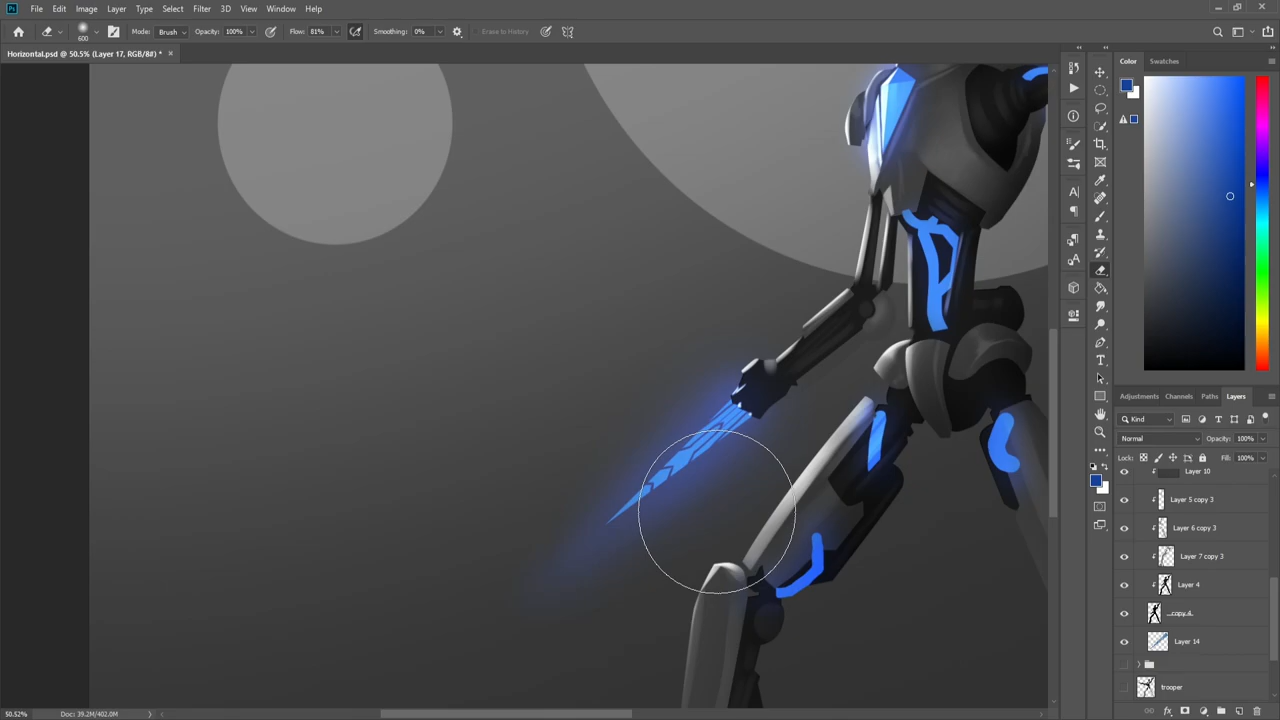 Ps File Edit Image Layer Type Select Filter 3D View Window Help
600 Mode: Brush Opacity: 100% Flow: 81% Smoothing: 0% Erase to History
Horizontal.psd @ 50.5% (Layer 17, RGB/8#) *
Color Swatches
Adjustments Channels Paths Layers
Kind
Normal Opacity: 100%
Lock: Fill: 100%
Layer 10
Layer 5 copy 3
Layer 6 copy 3
Layer 7 copy 3
Layer 4
Layer 14
trooper
50.52% Doc: 39.2M/402.0M